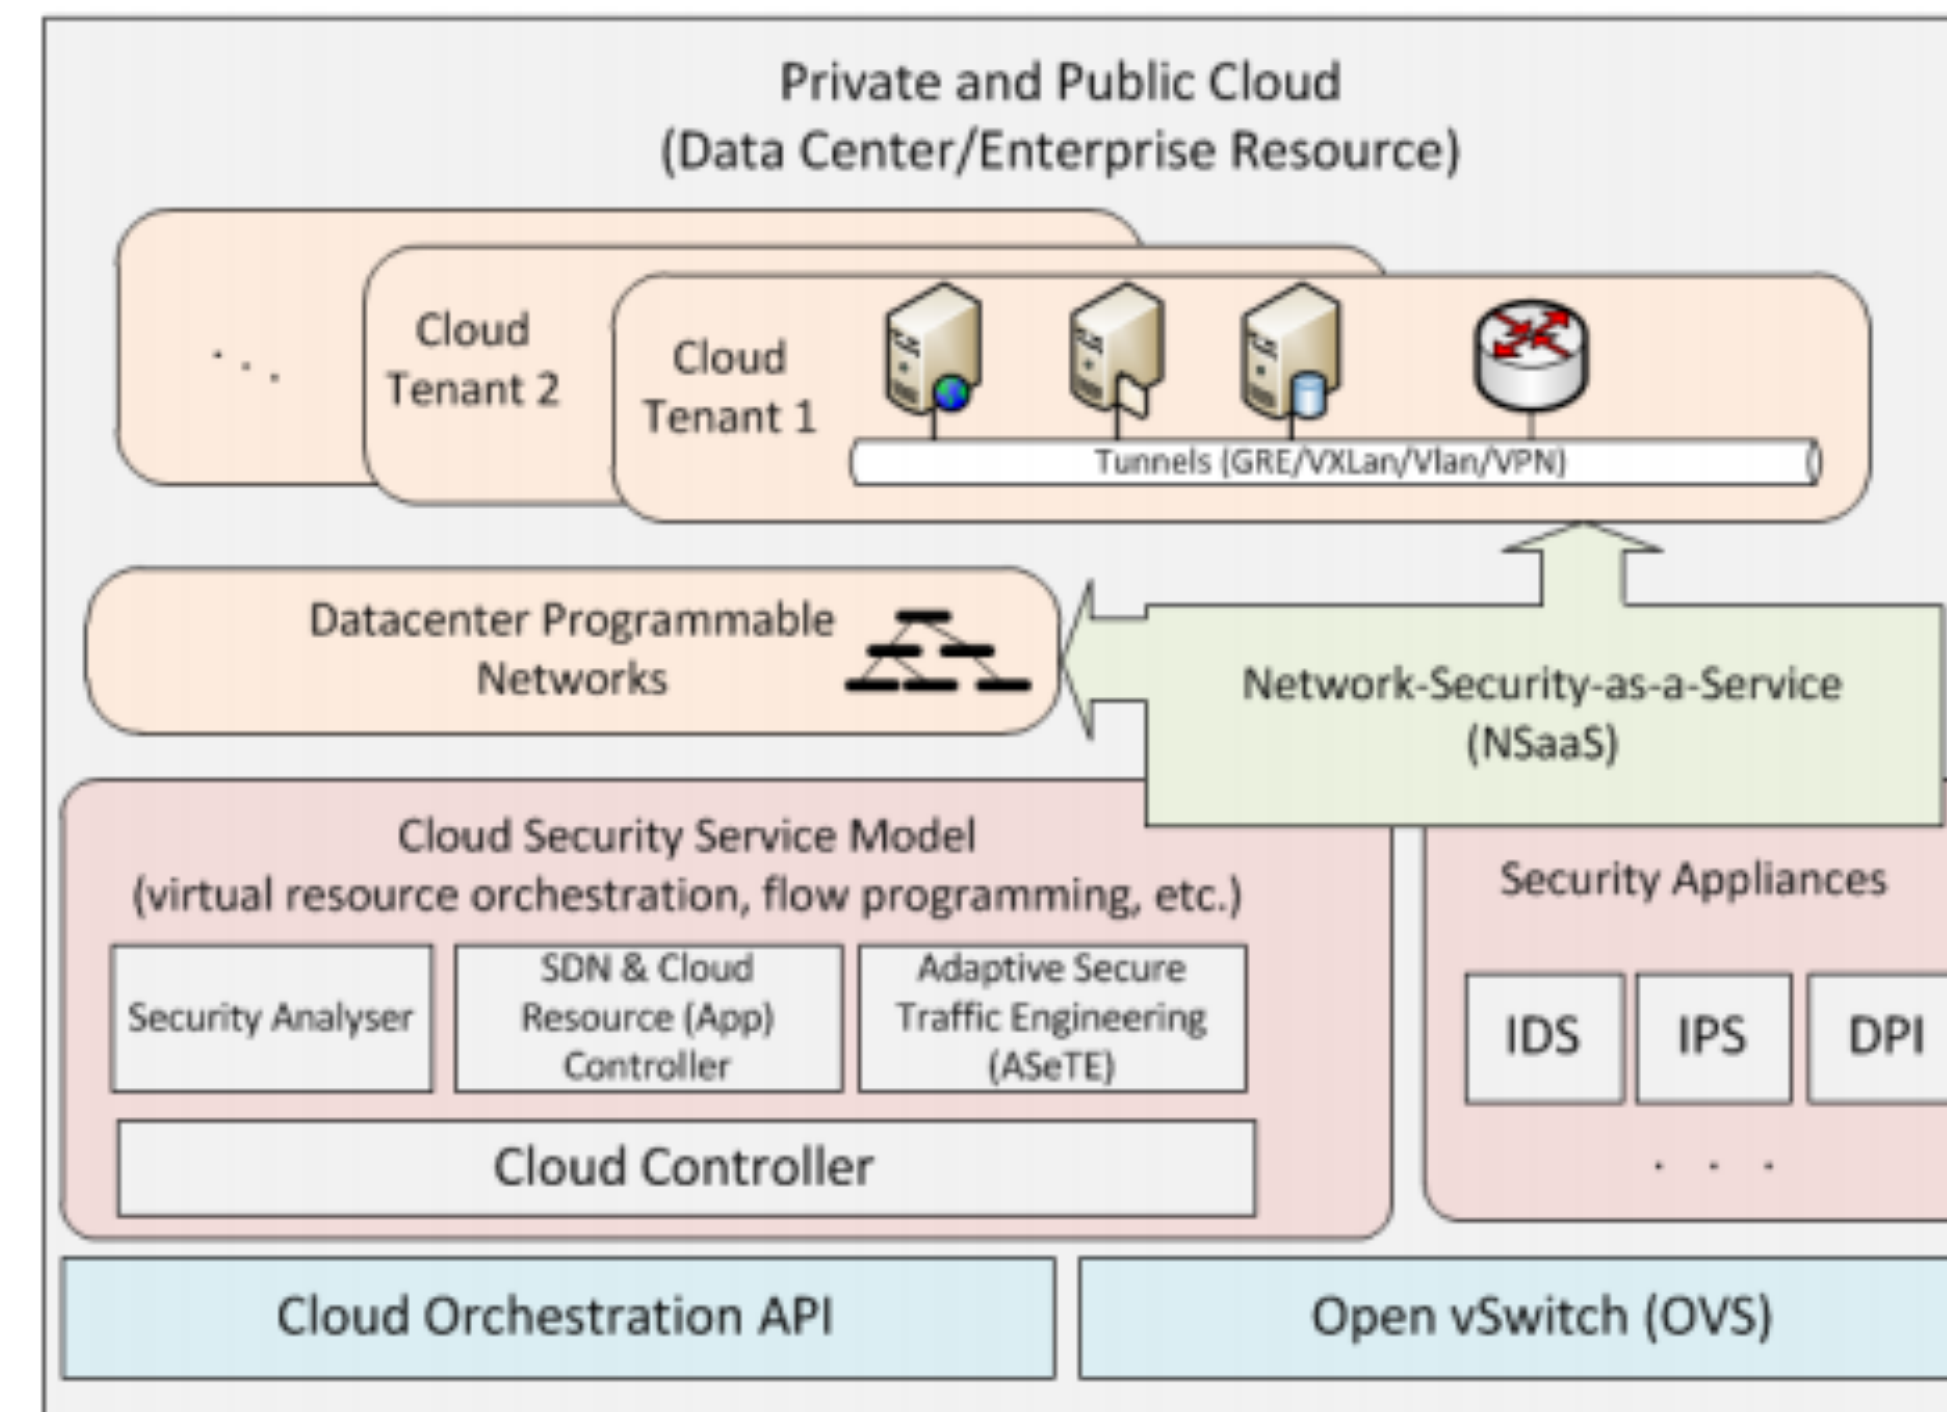 Private and Public Cloud
(Data Center/Enterprise Resource)
. . .
Cloud
Tenant 2
Cloud
Tenant 1
Tunnels (GRE/VXLan/Vlan/VPN)
Datacenter Programmable
Networks
Network-Security-as-a-Service
(NSaaS)
Cloud Security Service Model
(virtual resource orchestration, flow programming, etc.)
Security Analyser
SDN & Cloud
Resource (App)
Controller
Adaptive Secure
Traffic Engineering
(ASeTE)
Cloud Controller
Security Appliances
IDS
IPS
DPI
. . .
Cloud Orchestration API
Open vSwitch (OVS)